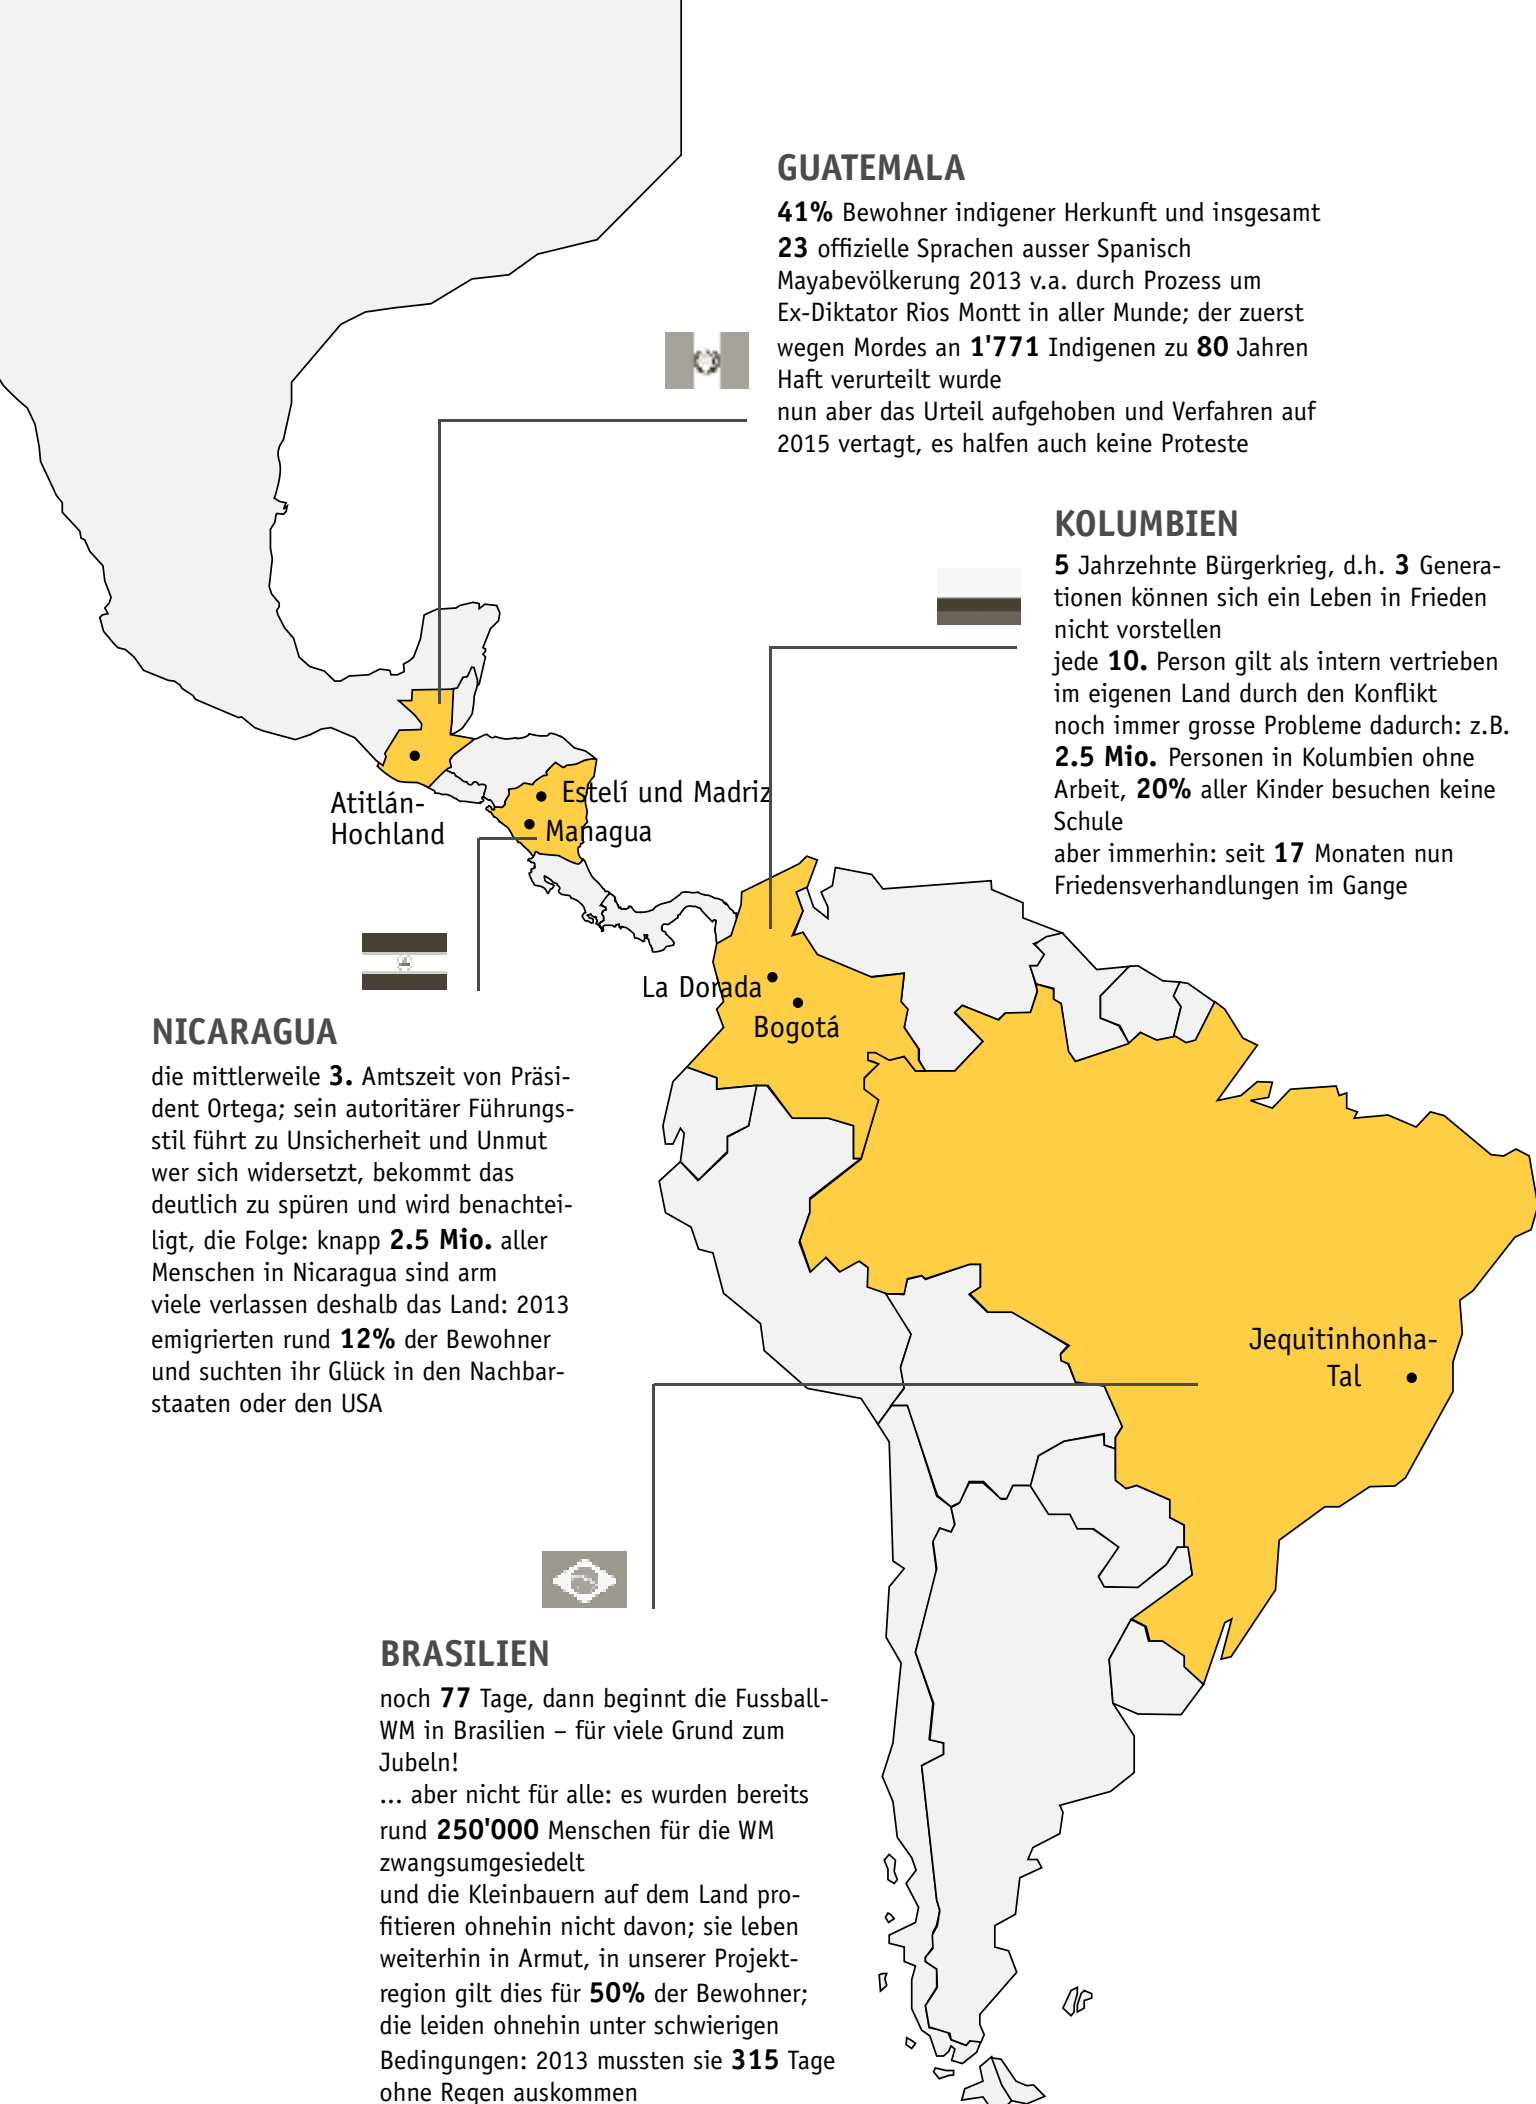 GUATEMALA
41% Bewohner indigener Herkunft und insgesamt
23 offizielle Sprachen ausser Spanisch
Mayabevölkerung 2013 v.a. durch Prozess um
Ex-Diktator Rios Montt in aller Munde; der zuerst
wegen Mordes an 1'771 Indigenen zu 80 Jahren
Haft verurteilt wurde
nun aber das Urteil aufgehoben und Verfahren auf
2015 vertagt, es halfen auch keine Proteste
KOLUMBIEN
5 Jahrzehnte Bürgerkrieg, d.h. 3 Genera-
tionen können sich ein Leben in Frieden
nicht vorstellen
jede 10. Person gilt als intern vertrieben
im eigenen Land durch den Konflikt
noch immer grosse Probleme dadurch: z.B.
2.5 Mio. Personen in Kolumbien ohne
Arbeit, 20% aller Kinder besuchen keine
Schule
aber immerhin: seit 17 Monaten nun
Friedensverhandlungen im Gange
Atitlán-
Hochland
Estelí und Madriz
Managua
La Dorada
Bogotá
NICARAGUA
die mittlerweile 3. Amtszeit von Präsi-
dent Ortega; sein autoritärer Führungs-
stil führt zu Unsicherheit und Unmut
wer sich widersetzt, bekommt das
deutlich zu spüren und wird benachtei-
ligt, die Folge: knapp 2.5 Mio. aller
Menschen in Nicaragua sind arm
viele verlassen deshalb das Land: 2013
emigrierten rund 12% der Bewohner
und suchten ihr Glück in den Nachbar-
staaten oder den USA
Jequitinhonha-
Tal
BRASILIEN
noch 77 Tage, dann beginnt die Fussball-
WM in Brasilien – für viele Grund zum
Jubeln!
... aber nicht für alle: es wurden bereits
rund 250'000 Menschen für die WM
zwangsumgesiedelt
und die Kleinbauern auf dem Land pro-
fitieren ohnehin nicht davon; sie leben
weiterhin in Armut, in unserer Projekt-
region gilt dies für 50% der Bewohner;
die leiden ohnehin unter schwierigen
Bedingungen: 2013 mussten sie 315 Tage
ohne Regen auskommen